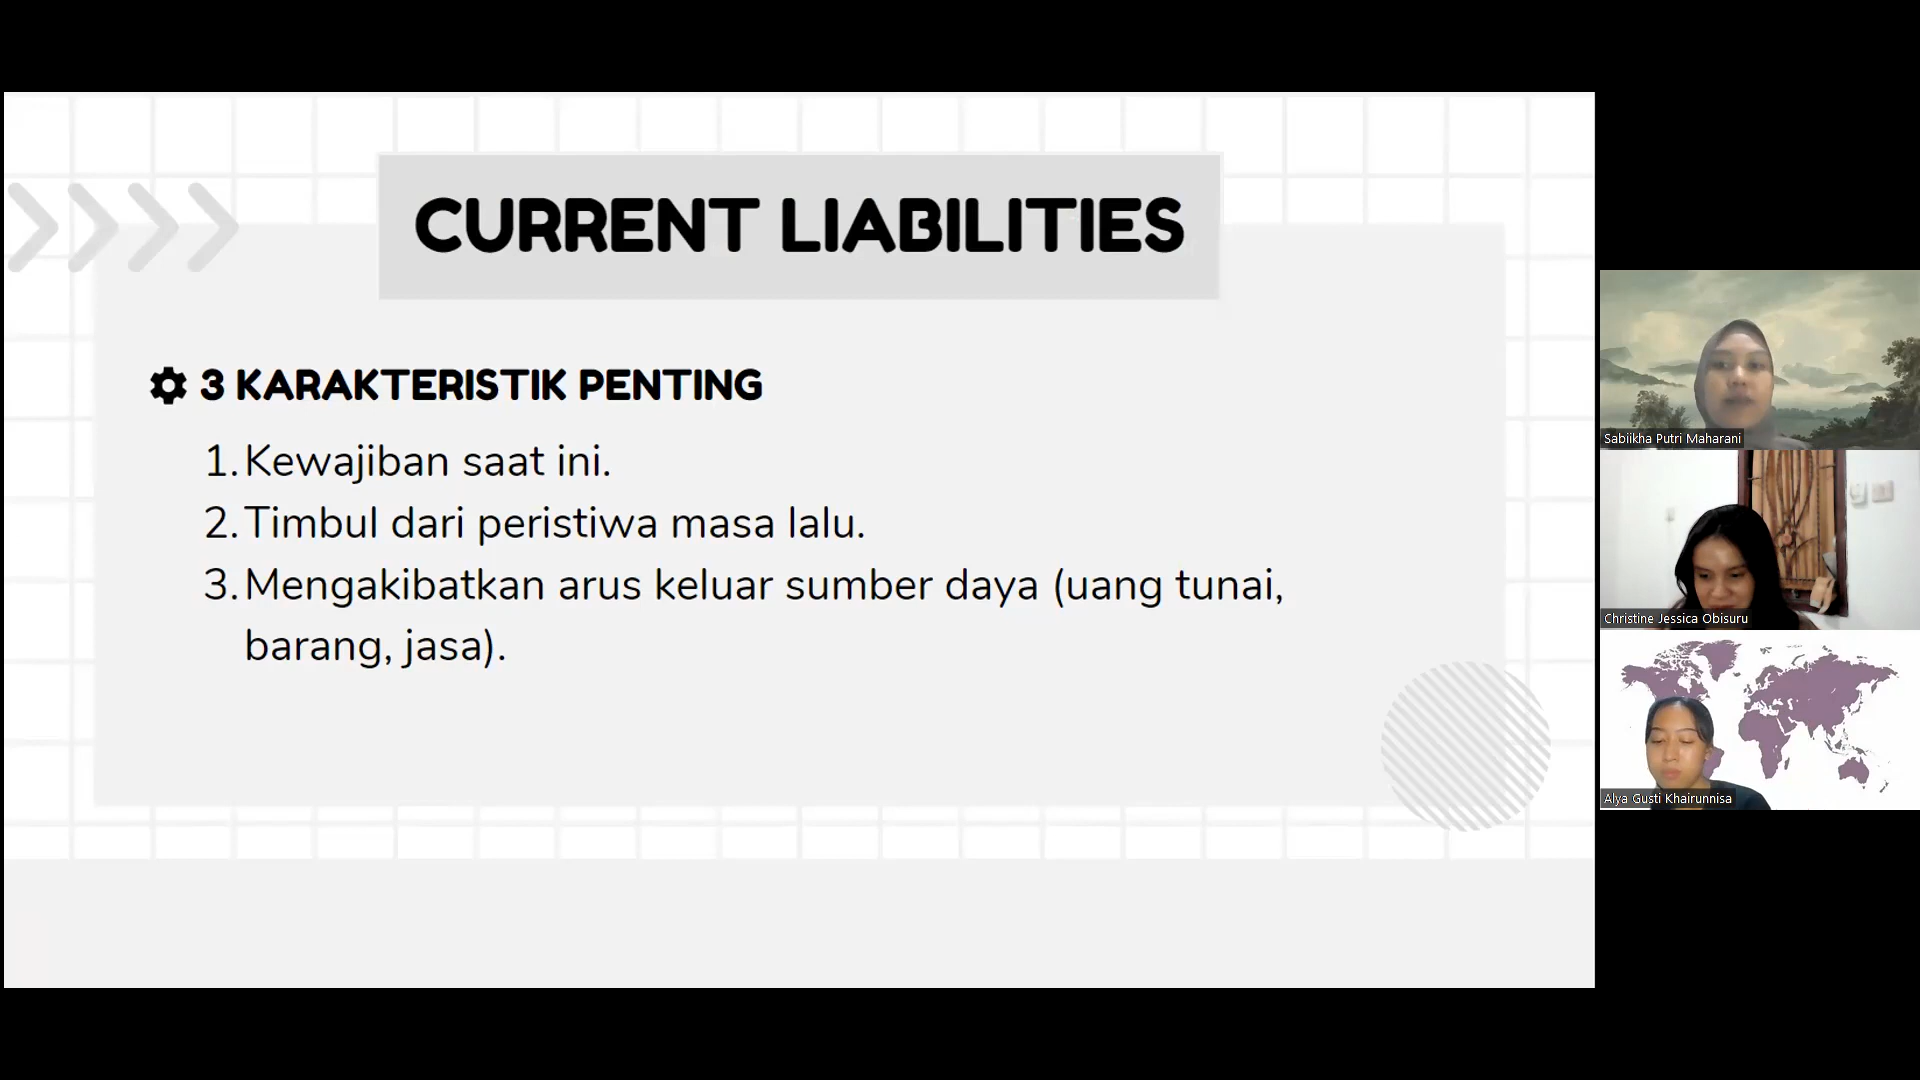 CURRENT LIABILITIES
3 KARAKTERISTIK PENTING
1. Kewajiban saat ini.
2. Timbul dari peristiwa masa lalu.
3. Mengakibatkan arus keluar sumber daya (uang tunai,
barang, jasa).
Sabiikha Putri Maharani
Christine Jessica Obisuru
Alya Gusti Khairunnisa